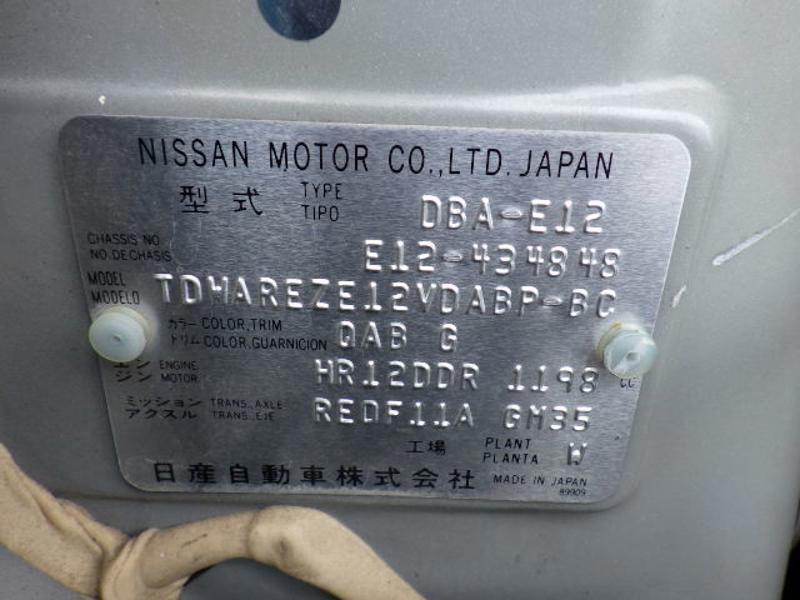 NISSAN MOTOR CO.,LTD. JAPAN
型式 TYPE TIPO DBA-E12
CHASSIS NO. NO.DE CHASIS E12-434848
MODEL MODELO TDWAREZE12VDABP-BC
カラー COLOR,TRIM トリム COLOR,GUARNICION QAB G
エンジン ENGINE MOTOR HR12DDR 1198 CC
ミッション アクスル TRANS.,AXLE TRANS.,EJE RE0F11A GM35
工場 PLANT PLANTA W
日産自動車株式会社 MADE IN JAPAN
89909